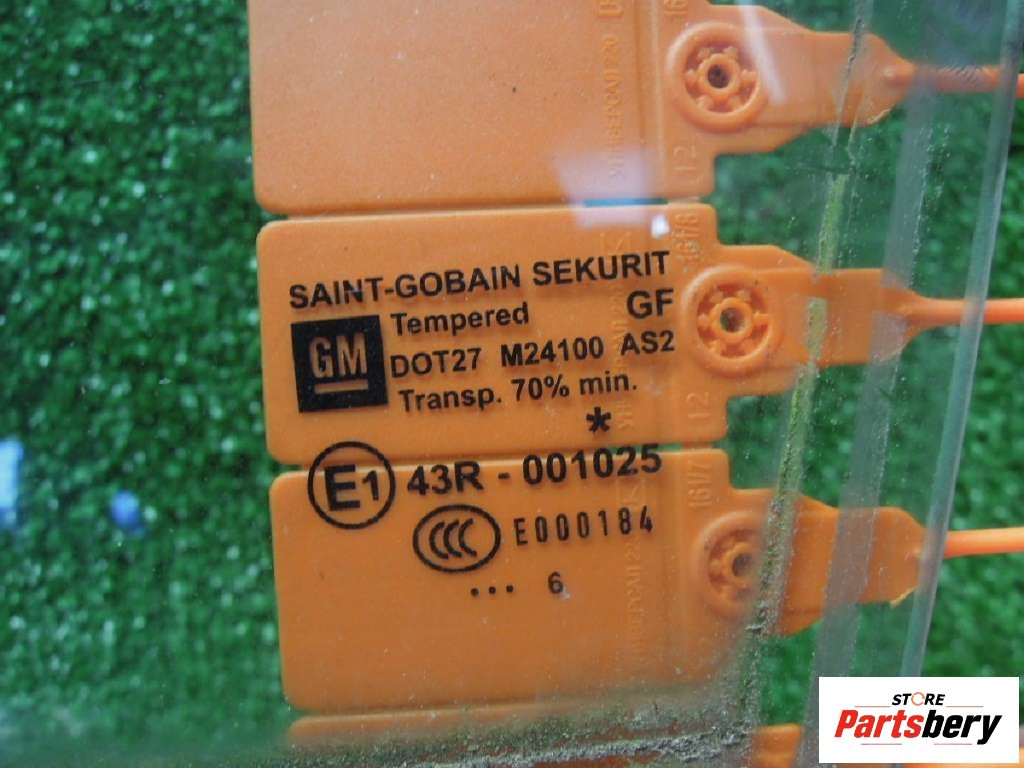 SAINT-GOBAIN SEKURIT
GM
Tempered GF
DOT27 M24100 AS2
Transp. 70% min.
*
E1 43R - 001025
CCC E000184
... 6
STORE
Partsbery